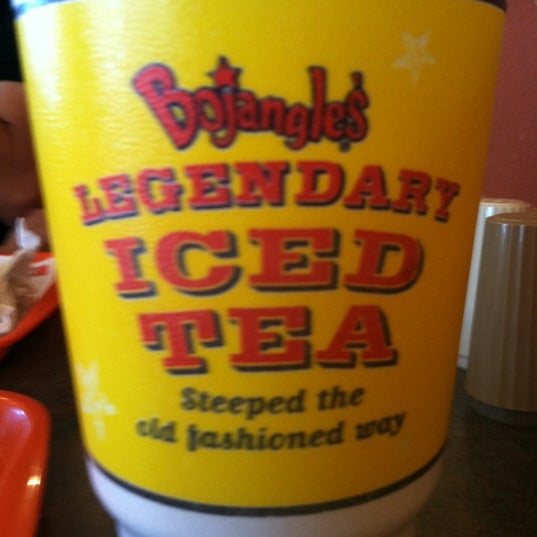 Bojangles'
LEGENDARY
ICED
TEA
Steeped the
old fashioned way